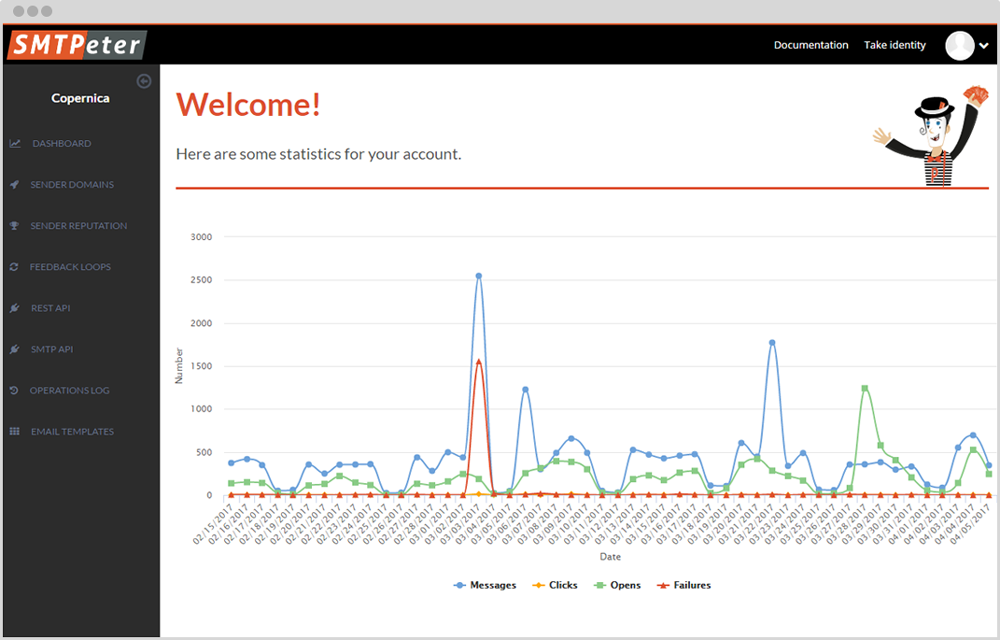 SMTPeter
Documentation
Take identity
Copernica
DASHBOARD
SENDER DOMAINS
SENDER REPUTATION
FEEDBACK LOOPS
REST API
SMTP API
OPERATIONS LOG
EMAIL TEMPLATES
Welcome!
Here are some statistics for your account.
3000
2500
2000
1500
1000
500
0
Number
02/15/2017
02/16/2017
02/17/2017
02/18/2017
02/19/2017
02/20/2017
02/21/2017
02/22/2017
02/23/2017
02/24/2017
02/25/2017
02/26/2017
02/27/2017
02/28/2017
03/01/2017
03/02/2017
03/03/2017
03/04/2017
03/05/2017
03/06/2017
03/07/2017
03/08/2017
03/09/2017
03/10/2017
03/11/2017
03/12/2017
03/13/2017
03/14/2017
03/15/2017
03/16/2017
03/17/2017
03/18/2017
03/19/2017
03/20/2017
03/21/2017
03/22/2017
03/23/2017
03/24/2017
03/25/2017
03/26/2017
03/27/2017
03/28/2017
03/29/2017
03/30/2017
03/31/2017
04/01/2017
04/02/2017
04/03/2017
04/04/2017
04/05/2017
Date
Messages
Clicks
Opens
Failures